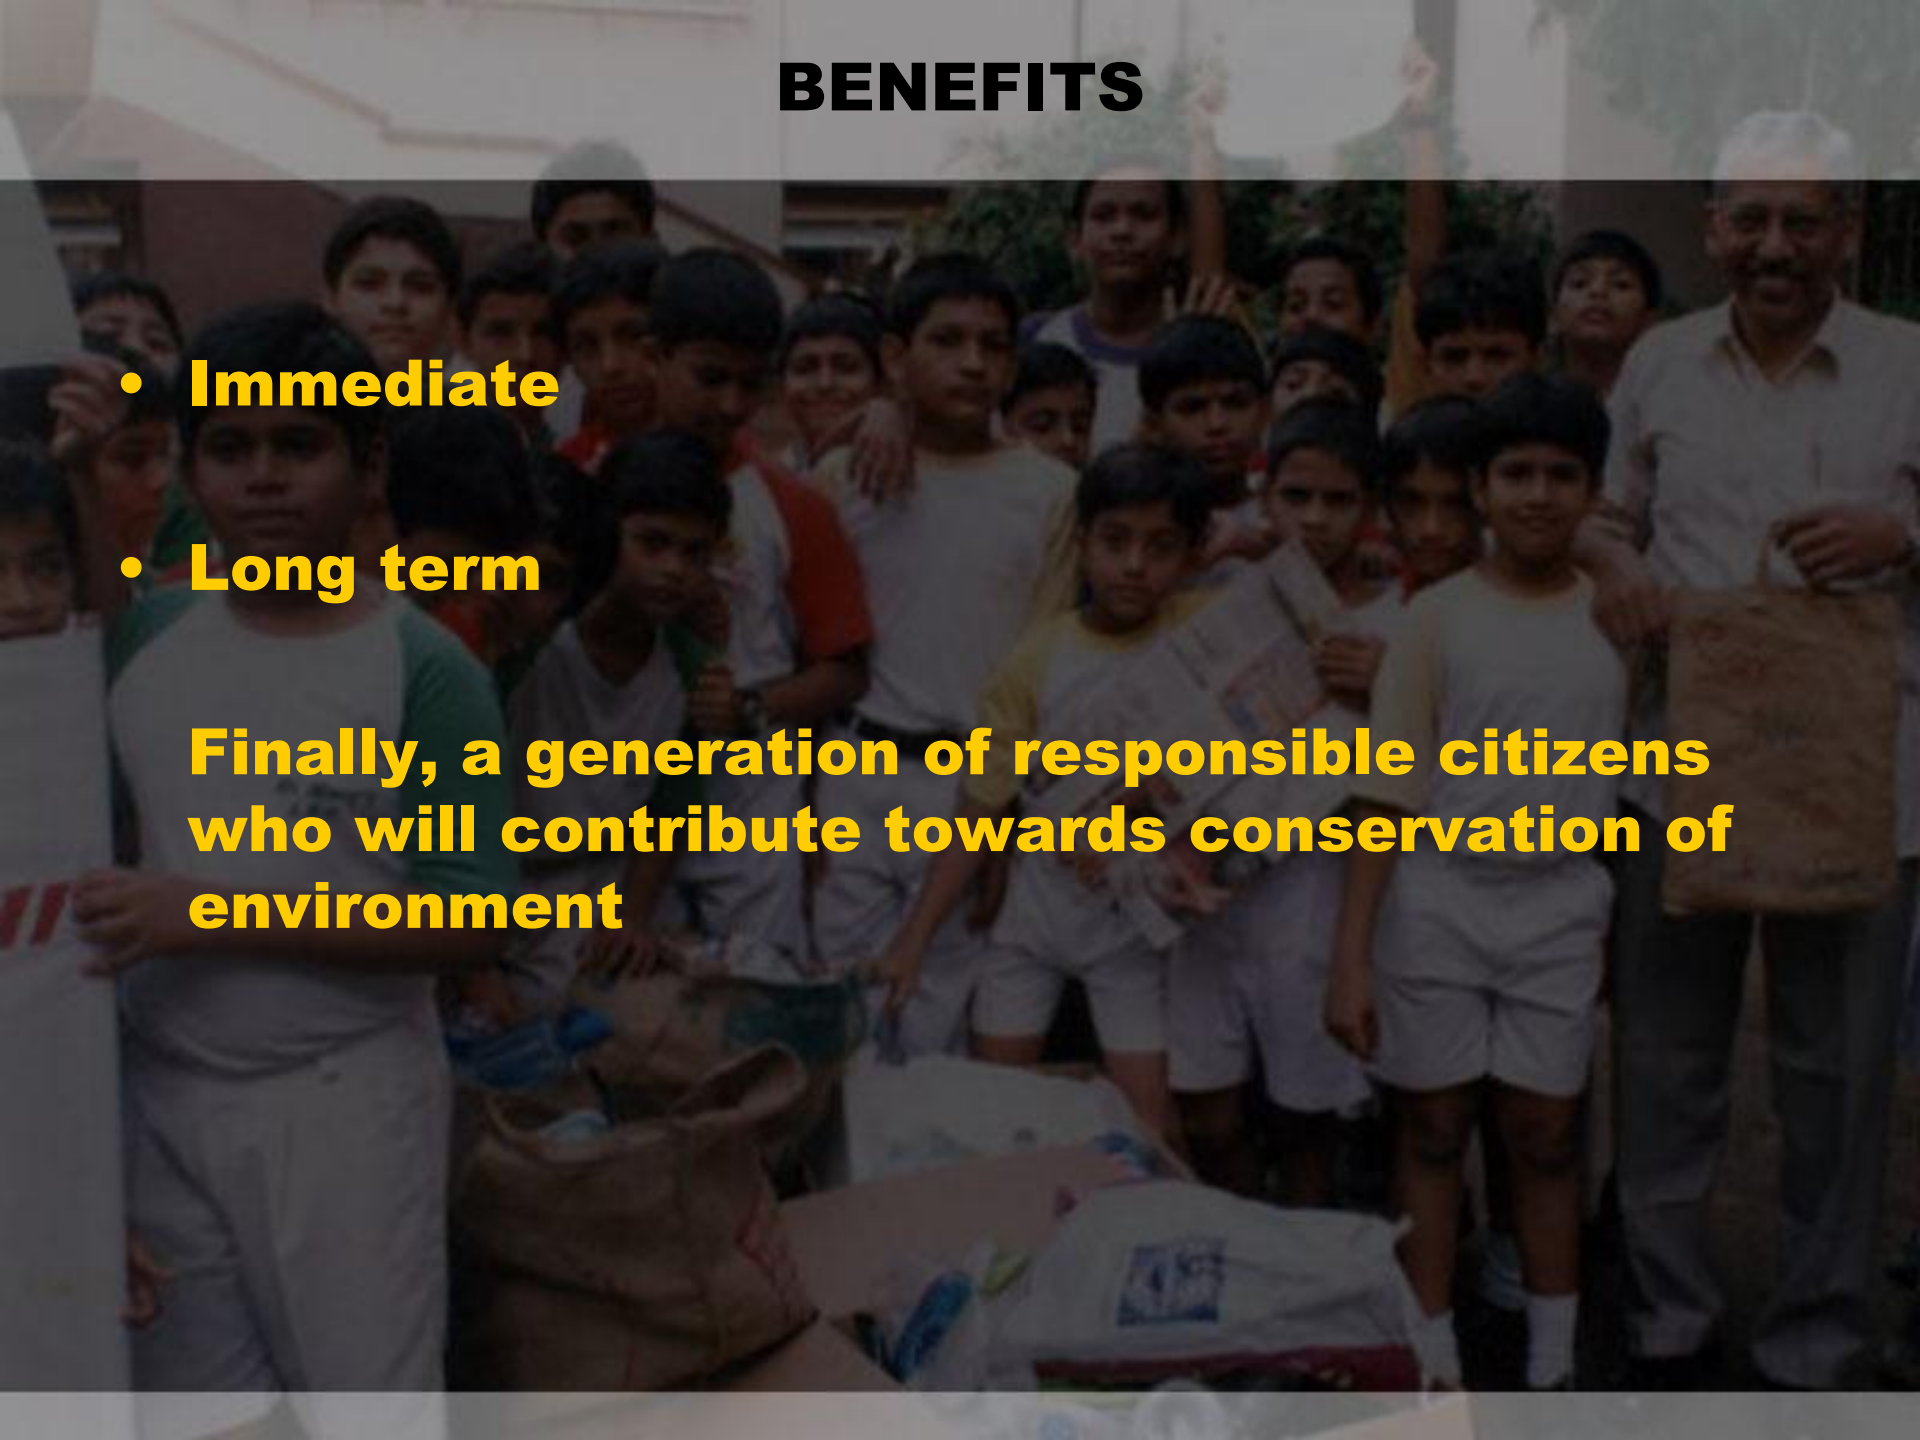 BENEFITS
• Immediate
• Long term
Finally, a generation of responsible citizens
who will contribute towards conservation of
environment